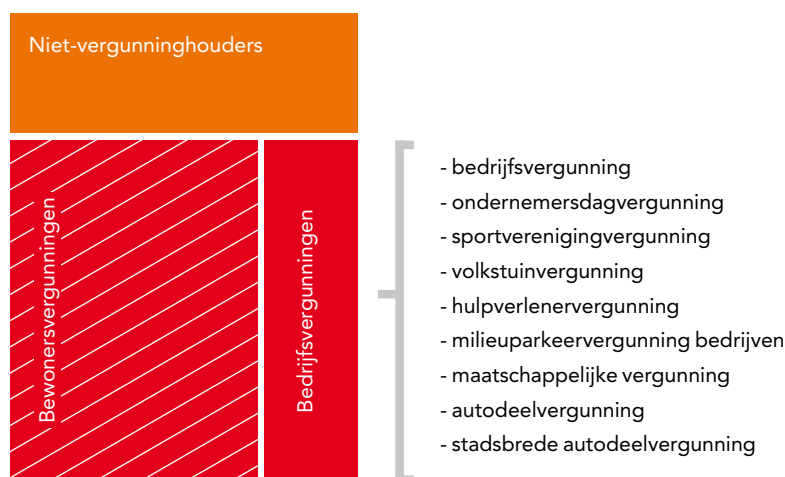 Niet-vergunninghouders
Bewonersvergunningen
Bedrijfsvergunningen
- bedrijfsvergunning
- ondernemersdagvergunning
- sportverenigingvergunning
- volkstuinvergunning
- hulpverlenervergunning
- milieuparkeervergunning bedrijven
- maatschappelijke vergunning
- autodeelvergunning
- stadsbrede autodeelvergunning